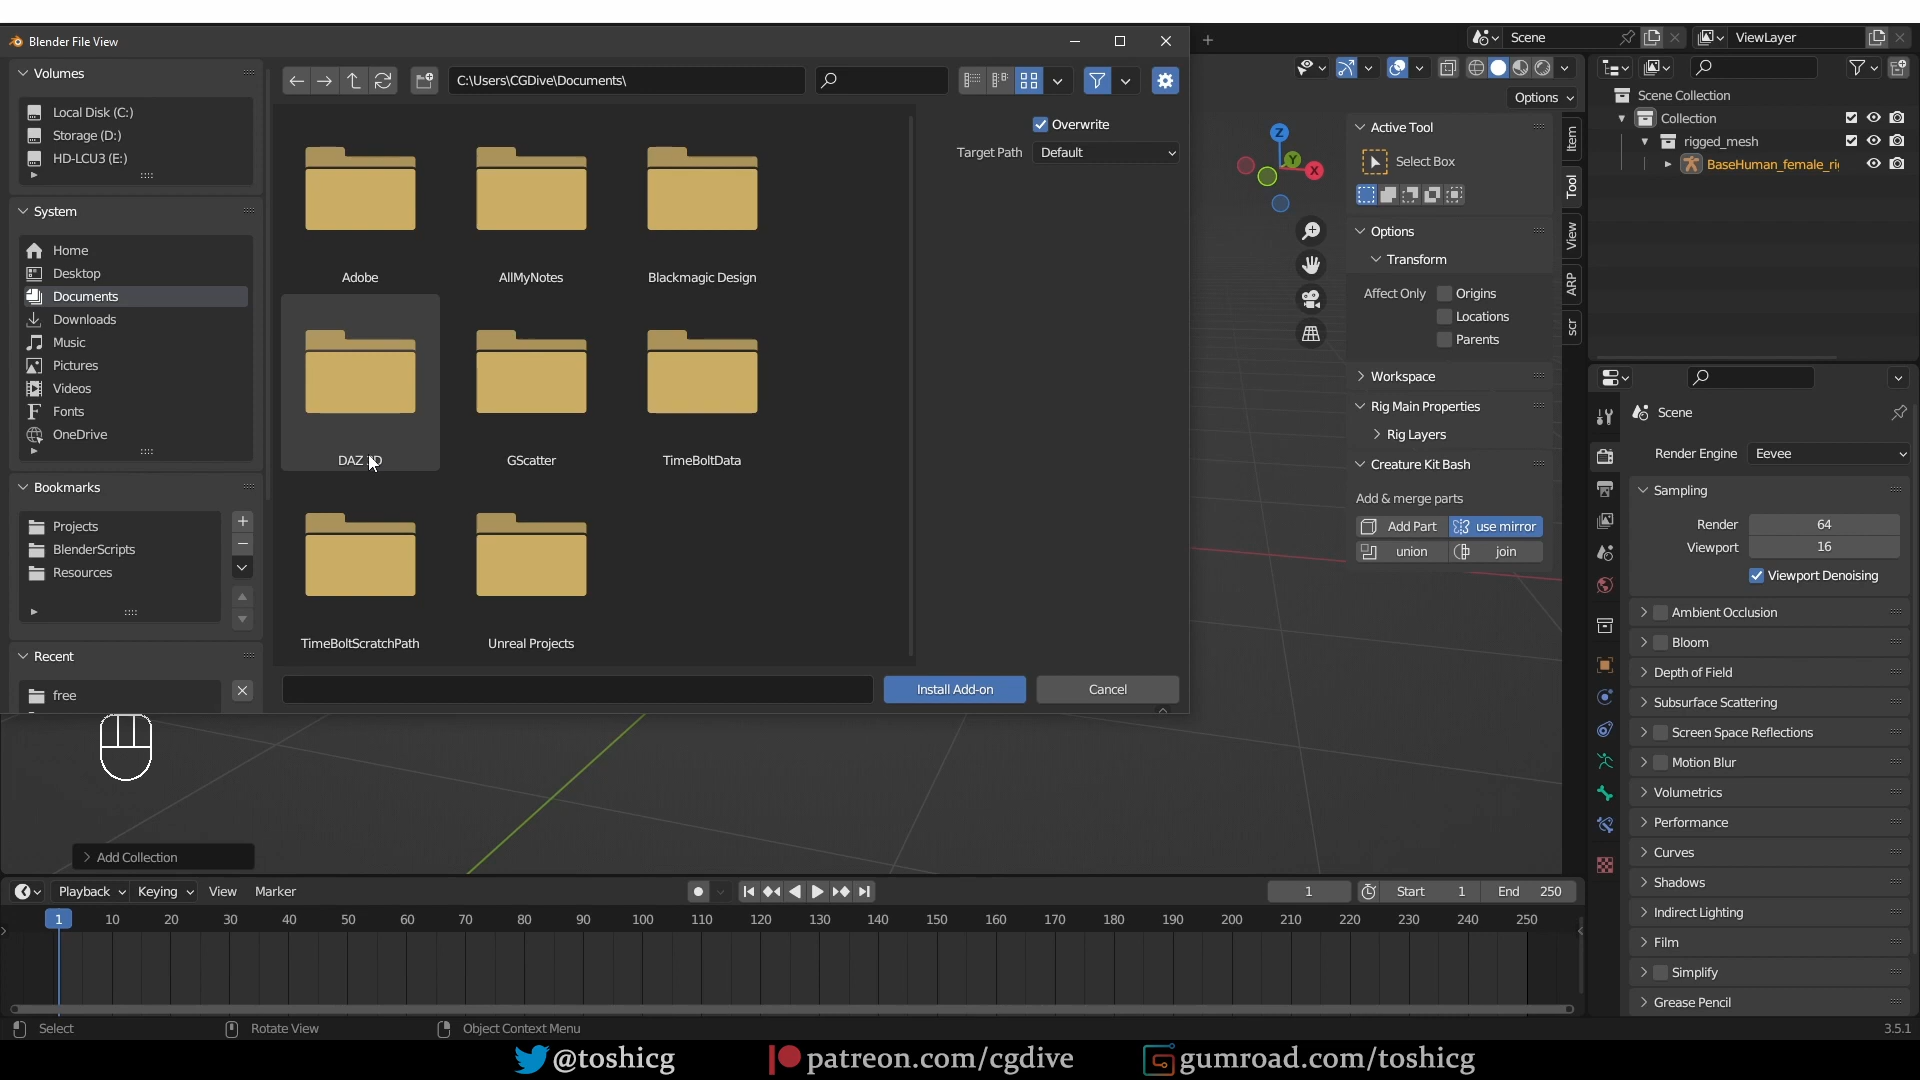 Blender File View
Volumes
Local Disk (C:)
Storage (D:)
HD-LCU3 (E:)
System
Home
Desktop
Documents
Downloads
Music
Pictures
Videos
Fonts
OneDrive
Bookmarks
Projects
BlenderScripts
Resources
Recent
free
C:\Users\CGDive\Documents\
Adobe
AllMyNotes
Blackmagic Design
GScatter
TimeBoltData
TimeBoltScratchPath
Unreal Projects
Overwrite
Target Path Default
Install Add-on
Cancel
Scene
ViewLayer
Options
Z
Y
X
Active Tool
Select Box
Options
Transform
Affect Only Origins
Locations
Parents
Workspace
Rig Main Properties
Rig Layers
Creature Kit Bash
Add & merge parts
Add Part use mirror
union join
Item
Tool
View
ARP
scr
Scene Collection
Collection
rigged_mesh
Scene
Render Engine Eevee
Sampling
Render 64
Viewport 16
Viewport Denoising
Ambient Occlusion
Bloom
Depth of Field
Subsurface Scattering
Screen Space Reflections
Motion Blur
Volumetrics
Performance
Curves
Shadows
Indirect Lighting
Film
Simplify
Grease Pencil
Add Collection
Playback Keying View Marker
1 Start 1 End 250
1 10 20 30 40 50 60 70 80 90 100 110 120 130 140 150 160 170 180 190 200 210 220 230 240 250
Select Rotate View Object Context Menu 3.5.1
@toshicg patreon.com/cgdive gumroad.com/toshicg